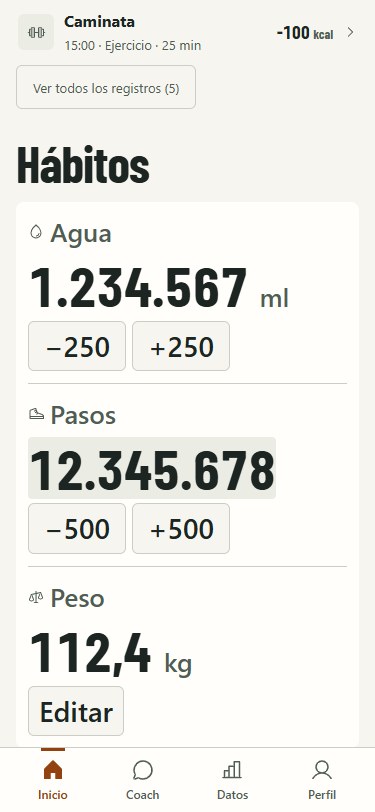 Caminata
15:00 · Ejercicio · 25 min
-100 kcal
Ver todos los registros (5)
Hábitos
Agua
1.234.567 ml
−250 +250
Pasos
12.345.678
−500 +500
Peso
112,4 kg
Editar
Inicio Coach Datos Perfil